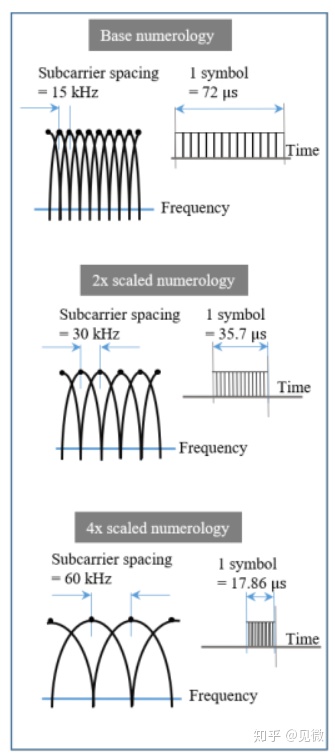 Base numerology
Subcarrier spacing
= 15 kHz
1 symbol
= 72 μs
Time
Frequency
2x scaled numerology
Subcarrier spacing
= 30 kHz
1 symbol
= 35.7 μs
Time
Frequency
4x scaled numerology
Subcarrier spacing
= 60 kHz
1 symbol
= 17.86 μs
Time
Frequency
知乎 @见微